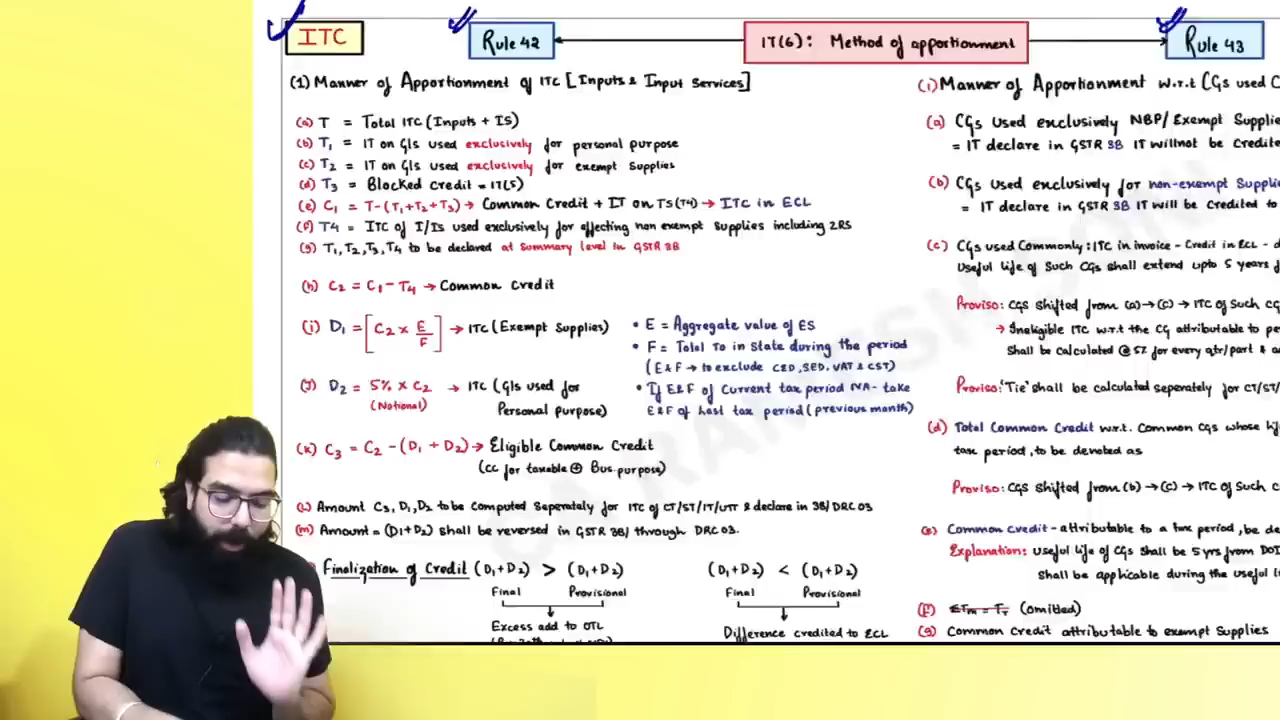 ITC
Rule 42
17(6): Method of apportionment
Rule 43
(1) Manner of Apportionment of ITC [Inputs & Input Services]
(a) T = Total ITC (Inputs + IS)
(b) T1 = IT on GIs used exclusively for personal purpose
(c) T2 = IT on GIs used exclusively for exempt supplies
(d) T3 = Blocked credit = 17(5)
(e) C1 = T-(T1+T2+T3) → Common Credit + IT on TS (T4) → ITC in ECL
(f) T4 = ITC of I/Is used exclusively for affecting non exempt supplies including ZRS
(g) T1, T2, T3, T4 to be declared at summary level in GSTR 3B
(h) C2 = C1 - T4 → Common Credit
(i) D1 = [C2 x E/F] → ITC (Exempt Supplies)
• E = Aggregate value of ES
• F = Total To in State during the period
(E&F → to exclude CED, SED, VAT & CST)
(j) D2 = 5% x C2 → ITC (GIs used for
(Notional) Personal purpose)
• If E&F of Current tax period NA - take
E&F of Last tax period (previous month)
(k) C3 = C2 - (D1 + D2) → Eligible Common Credit
(CC for taxable ⊕ Bus. purpose)
(L) Amount C3, D1, D2 to be Computed Seperately for ITC of CT/ST/IT/UTT & declare in 3B/DRC 03
(m) Amount = (D1+D2) shall be reversed in GSTR 3B/ through DRC 03.
Finalization of Credit (D1+D2) > (D1+D2)
Final Provisional
Excess add to OTL
(D1+D2) < (D1+D2)
Final Provisional
Difference credited to ECL
(1) Manner of Apportionment w.r.t (CGs used C
(a) CGs used exclusively NBP/Exempt Supplie
= IT declare in GSTR 3B IT will not be Credite
(b) CGs used exclusively for non-exempt Supplie
= IT declare in GSTR 3B IT will be Credited to
(c) CGs used Commonly: ITC in invoice - Credit in ECL - d
Useful life of Such CGs shall extend upto 5 years f
Proviso: CGs shifted from (a) → (c) → ITC of such CG
→ Ineligible ITC w.r.t the CG attributable to pe
Shall be calculated @ 5% for every qtr/part & a
Proviso: 'Tie' shall be calculated seperately for CT/ST/
(d) Total Common Credit w.r.t. Common CGs whose li
tax period, to be denoted as
Proviso: CGs shifted from (b) → (c) → ITC of Such C
(e) Common credit - attributable to a tax period, be de
Explanation: Useful life of CGs shall be 5 yrs from DOI
Shall be applicable during the useful li
(f) (omitted)
(g) Common Credit attributable to exempt Supplies